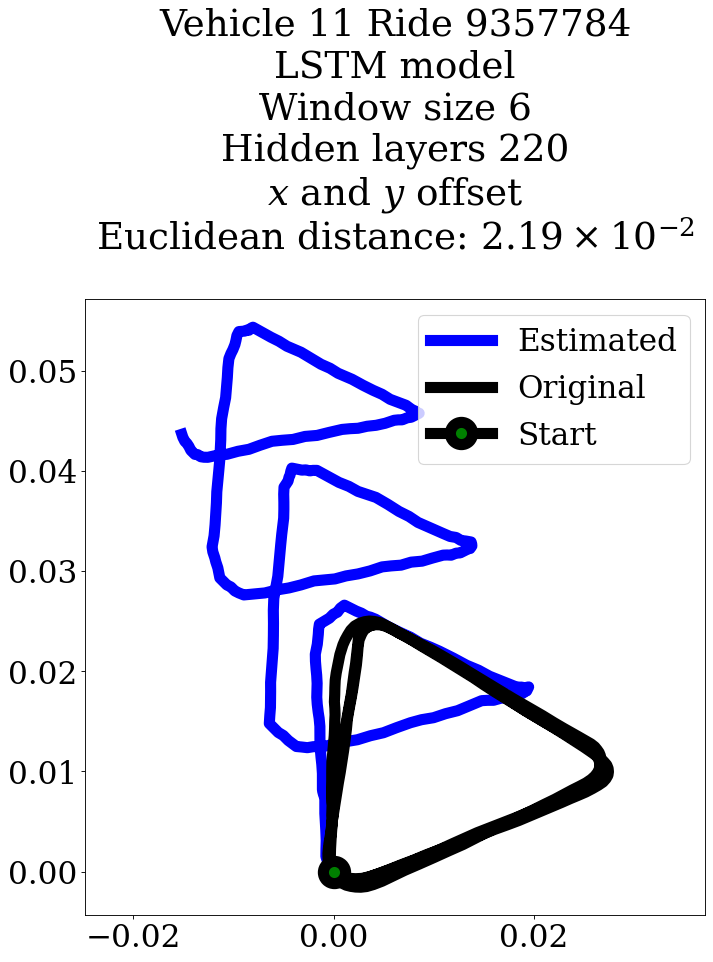 Vehicle 11 Ride 9357784
LSTM model
Window size 6
Hidden layers 220
x and y offset
Euclidean distance: 2.19 × 10⁻²
Estimated
Original
Start
0.05
0.04
0.03
0.02
0.01
0.00
−0.02 0.00 0.02